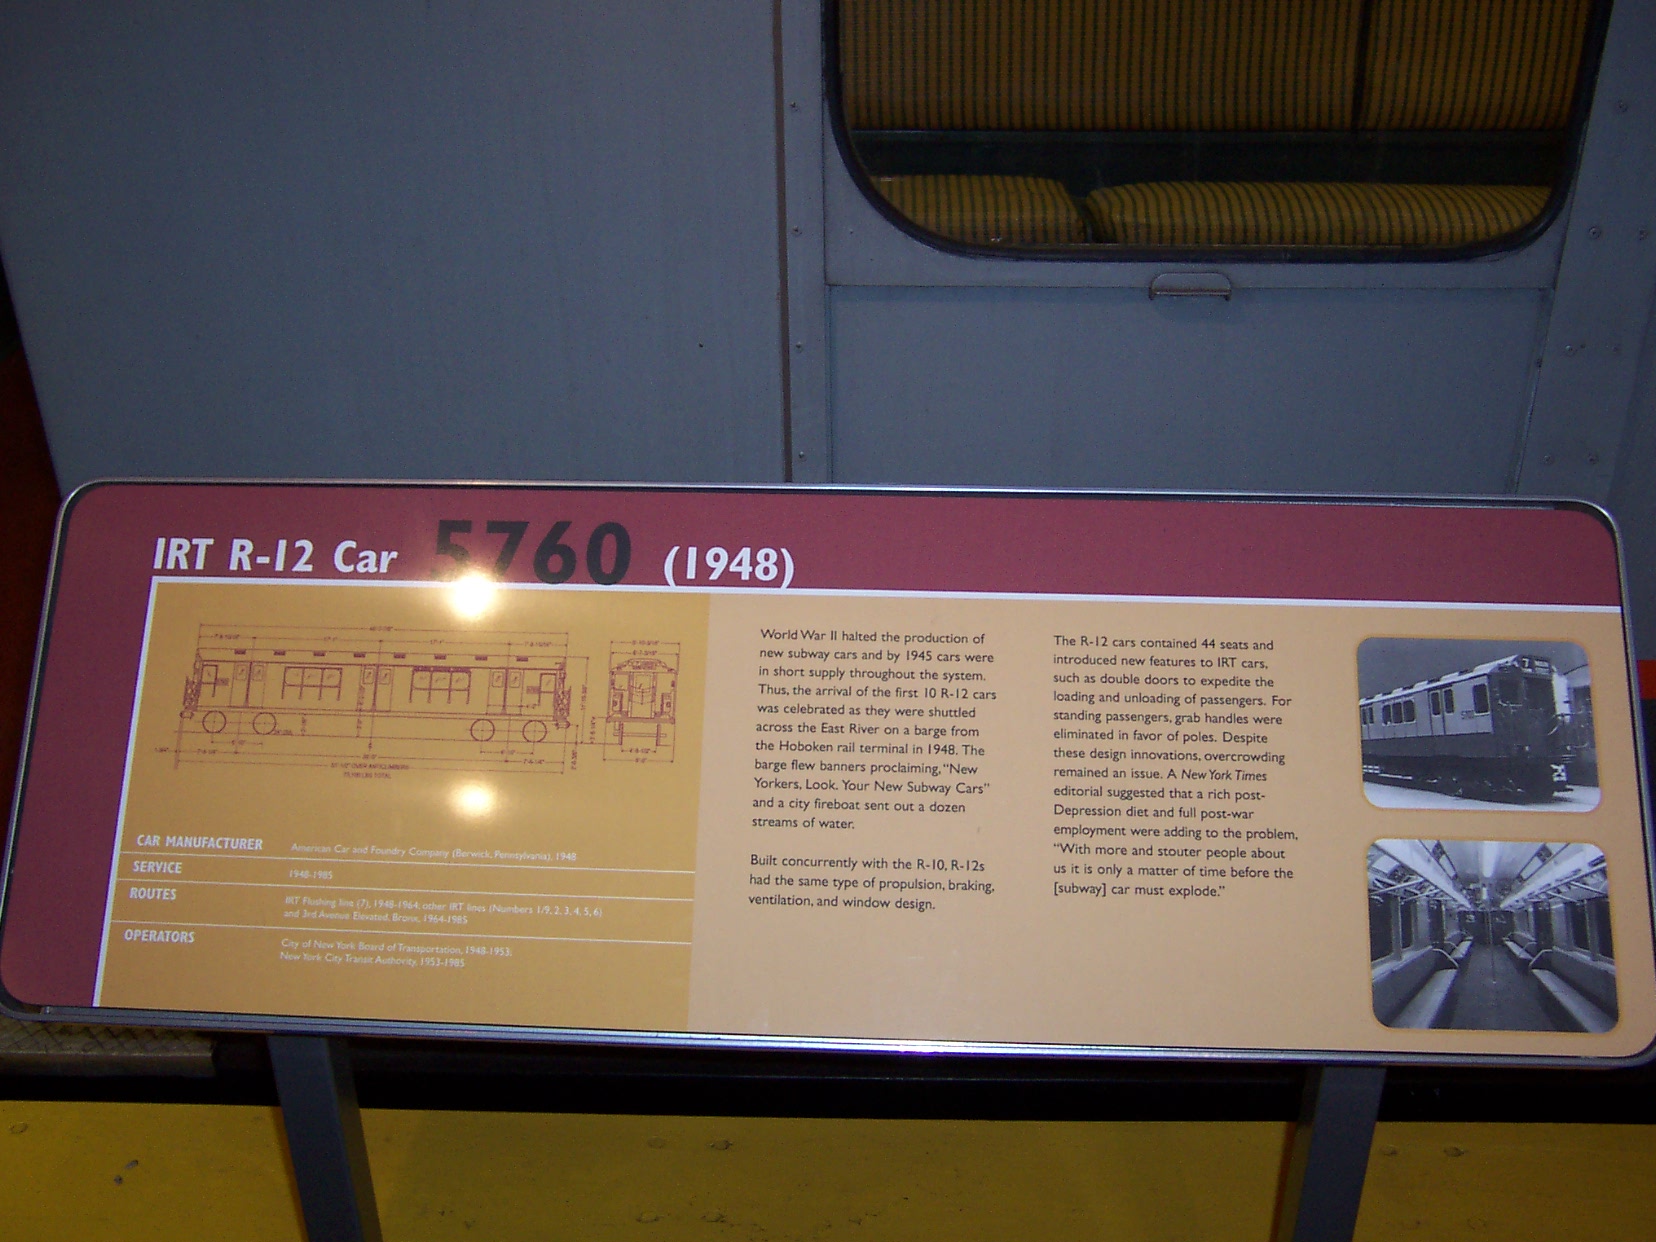 IRT R-12 Car 5760 (1948)
CAR MANUFACTURER American Car and Foundry Company (Berwick, Pennsylvania), 1948
SERVICE 1948-1985
ROUTES IRT Flushing line (7), 1948-1964; other IRT lines (Numbers 1/9, 2, 3, 4, 5, 6)
and 3rd Avenue Elevated, Bronx, 1964-1985
OPERATORS City of New York Board of Transportation, 1948-1953;
New York City Transit Authority, 1953-1985
World War II halted the production of
new subway cars and by 1945 cars were
in short supply throughout the system.
Thus, the arrival of the first 10 R-12 cars
was celebrated as they were shuttled
across the East River on a barge from
the Hoboken rail terminal in 1948. The
barge flew banners proclaiming, “New
Yorkers, Look. Your New Subway Cars”
and a city fireboat sent out a dozen
streams of water.
Built concurrently with the R-10, R-12s
had the same type of propulsion, braking,
ventilation, and window design.
The R-12 cars contained 44 seats and
introduced new features to IRT cars,
such as double doors to expedite the
loading and unloading of passengers. For
standing passengers, grab handles were
eliminated in favor of poles. Despite
these design innovations, overcrowding
remained an issue. A New York Times
editorial suggested that a rich post-
Depression diet and full post-war
employment were adding to the problem,
“With more and stouter people about
us it is only a matter of time before the
[subway] car must explode.”
7